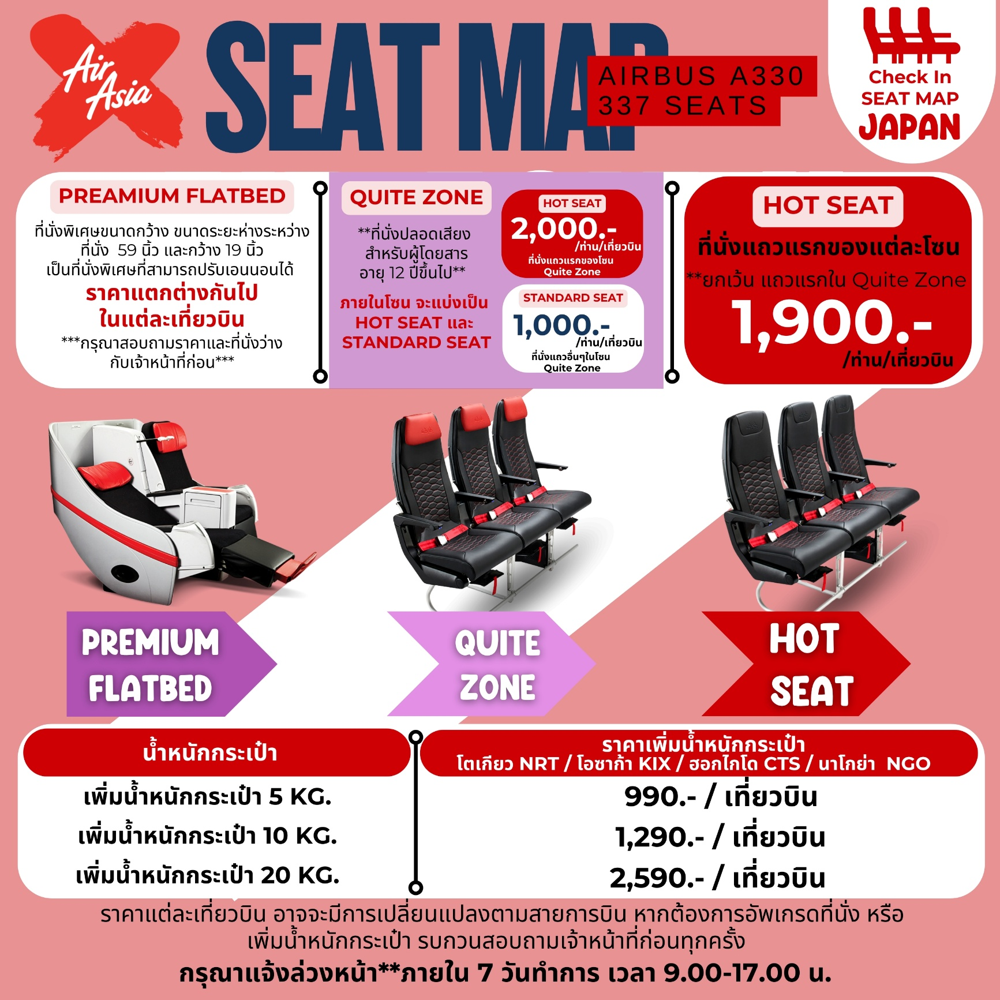 Air
Asia
SEAT MAP
AIRBUS A330
337 SEATS
Check In
SEAT MAP
JAPAN
PREAMIUM FLATBED
ที่นั่งพิเศษขนาดกว้าง ขนาดระยะห่างระหว่าง
ที่นั่ง 59 นิ้ว และกว้าง 19 นิ้ว
เป็นที่นั่งพิเศษที่สามารถปรับเอนนอนได้
ราคาแตกต่างกันไป
ในแต่ละเที่ยวบิน
***กรุณาสอบถามราคาและที่นั่งว่าง
กับเจ้าหน้าที่ก่อน***
QUITE ZONE
**ที่นั่งปลอดเสียง
สำหรับผู้โดยสาร
อายุ 12 ปีขึ้นไป**
ภายในโซน จะแบ่งเป็น
HOT SEAT และ
STANDARD SEAT
HOT SEAT
2,000.-
/ท่าน/เที่ยวบิน
ที่นั่งแถวแรกของโซน
Quite Zone
STANDARD SEAT
1,000.-
/ท่าน/เที่ยวบิน
ที่นั่งแถวอื่นๆในโซน
Quite Zone
HOT SEAT
ที่นั่งแถวแรกของแต่ละโซน
**ยกเว้น แถวแรกใน Quite Zone
1,900.-
/ท่าน/เที่ยวบิน
PREMIUM
FLATBED
QUITE
ZONE
HOT
SEAT
น้ำหนักกระเป๋า
ราคาเพิ่มน้ำหนักกระเป๋า
โตเกียว NRT / โอซาก้า KIX / ฮอกไกโด CTS / นาโกย่า NGO
เพิ่มน้ำหนักกระเป๋า 5 KG.
990.- / เที่ยวบิน
เพิ่มน้ำหนักกระเป๋า 10 KG.
1,290.- / เที่ยวบิน
เพิ่มน้ำหนักกระเป๋า 20 KG.
2,590.- / เที่ยวบิน
ราคาแต่ละเที่ยวบิน อาจจะมีการเปลี่ยนแปลงตามสายการบิน หากต้องการอัพเกรดที่นั่ง หรือ
เพิ่มน้ำหนักกระเป๋า รบกวนสอบถามเจ้าหน้าที่ก่อนทุกครั้ง
กรุณาแจ้งล่วงหน้า**ภายใน 7 วันทำการ เวลา 9.00-17.00 น.